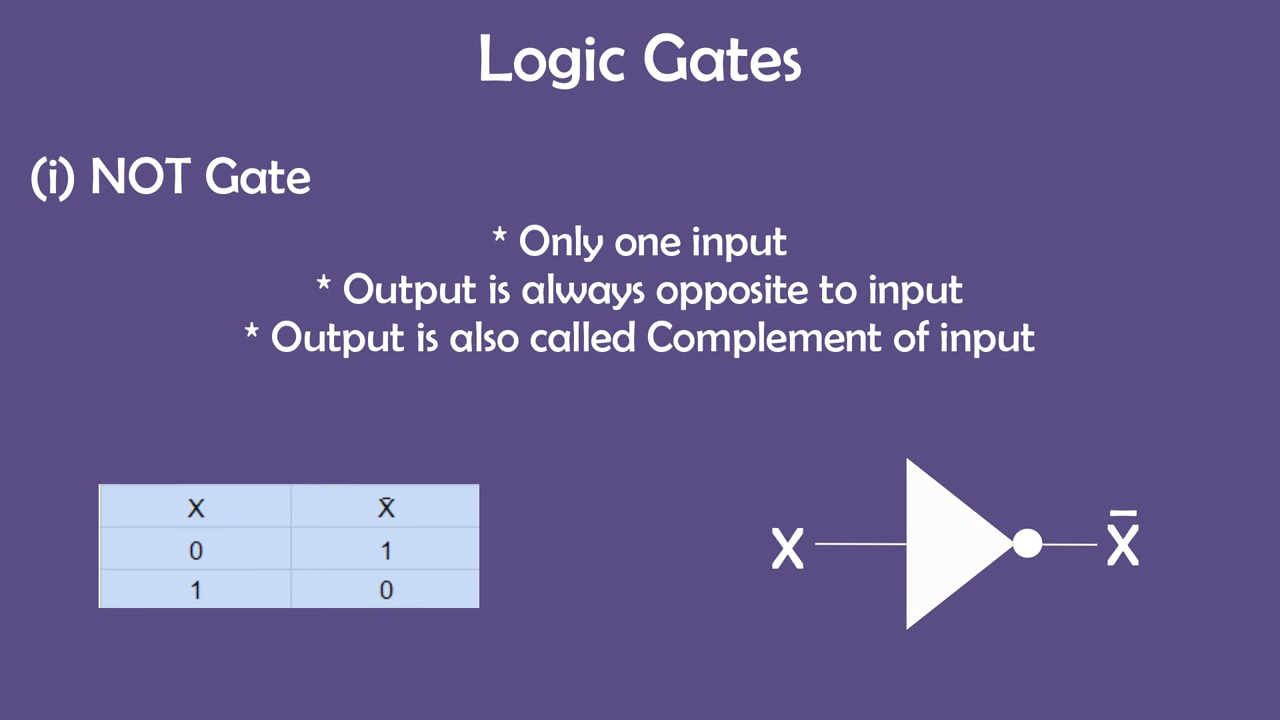 Logic Gates
(i) NOT Gate
* Only one input
* Output is always opposite to input
* Output is also called Complement of input
X X̄
0 1
1 0
X X̄